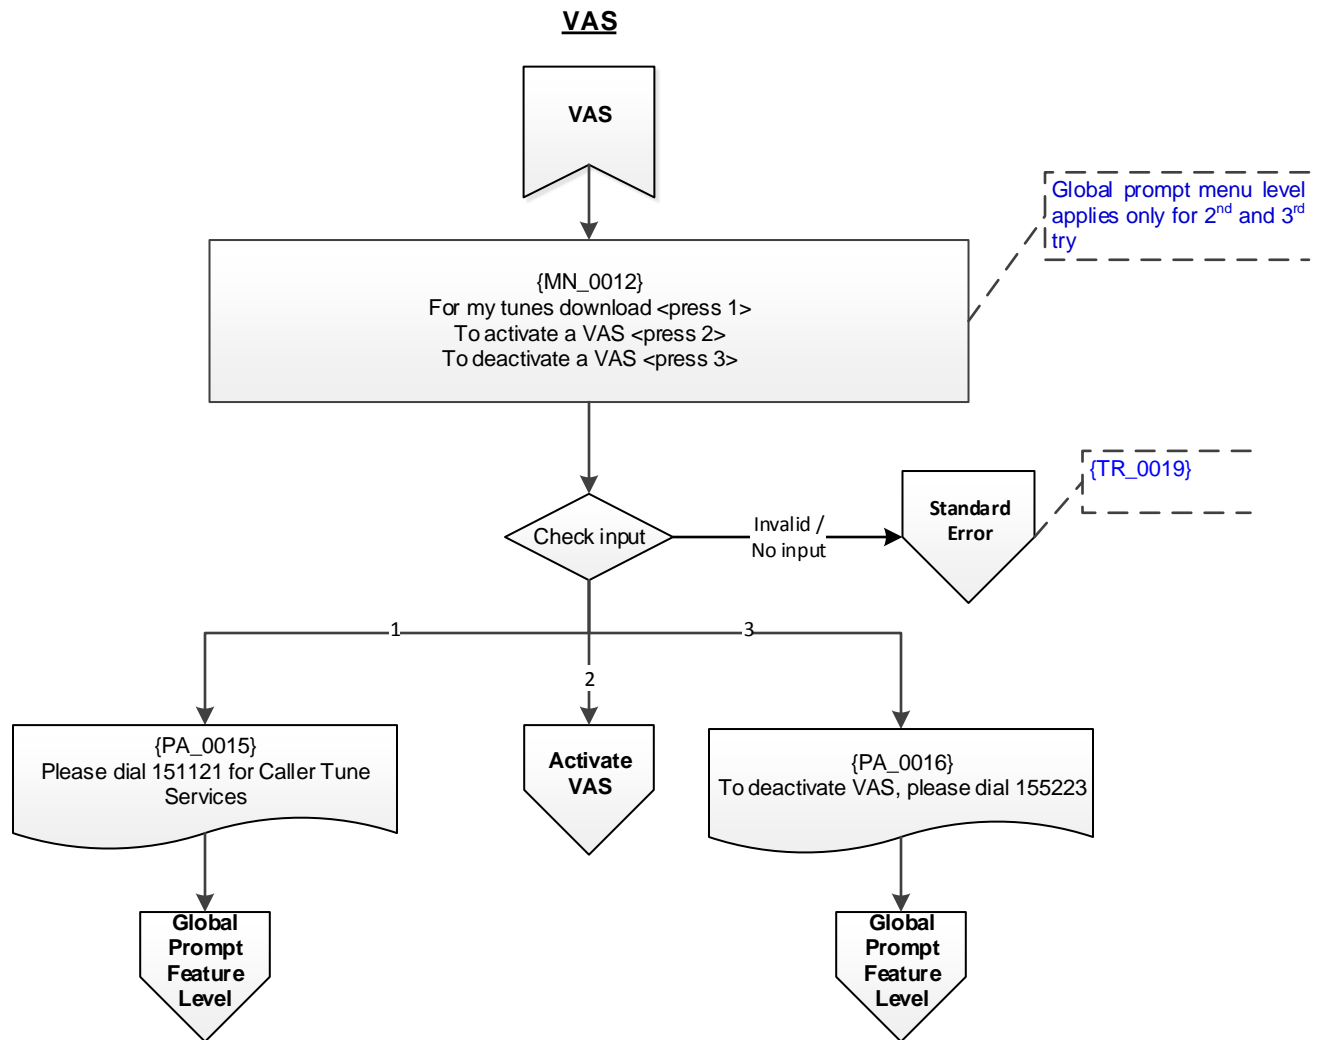 VAS
VAS
Global prompt menu level
applies only for 2nd and 3rd
try
{MN_0012}
For my tunes download <press 1>
To activate a VAS <press 2>
To deactivate a VAS <press 3>
{TR_0019}
Standard
Error
Check input
Invalid /
No input
1
3
2
{PA_0015}
Please dial 151121 for Caller Tune
Services
Activate
VAS
{PA_0016}
To deactivate VAS, please dial 155223
Global
Prompt
Feature
Level
Global
Prompt
Feature
Level